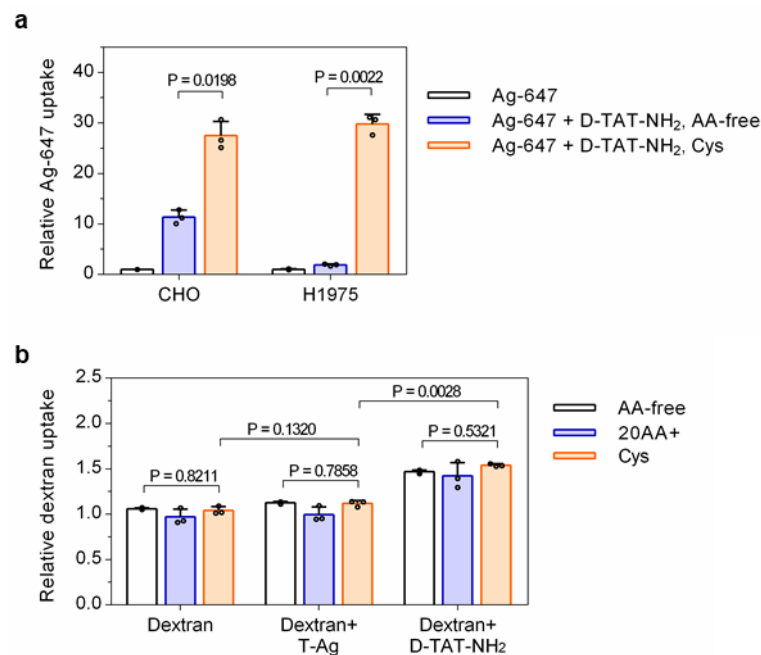 a
Relative Ag-647 uptake
40
30
20
10
0
P = 0.0198
P = 0.0022
CHO
H1975
Ag-647
Ag-647 + D-TAT-NH₂, AA-free
Ag-647 + D-TAT-NH₂, Cys
b
Relative dextran uptake
2.5
2.0
1.5
1.0
0.5
0.0
P = 0.0028
P = 0.1320
P = 0.5321
P = 0.8211
P = 0.7858
Dextran
Dextran+
T-Ag
Dextran+
D-TAT-NH₂
AA-free
20AA+
Cys